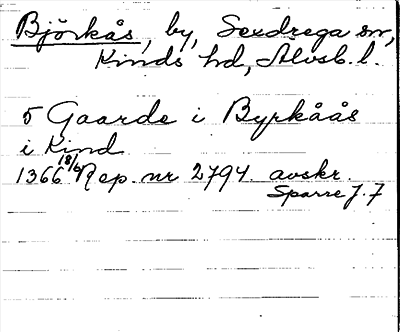 Björkås, by, Sexdrega sn,
Kinds hd, Älvsb. l.
5 Gaarde i Byrkåås
i Kind
1366 18/6 Rep. nr 2794. avskr.
Sparre J. 7